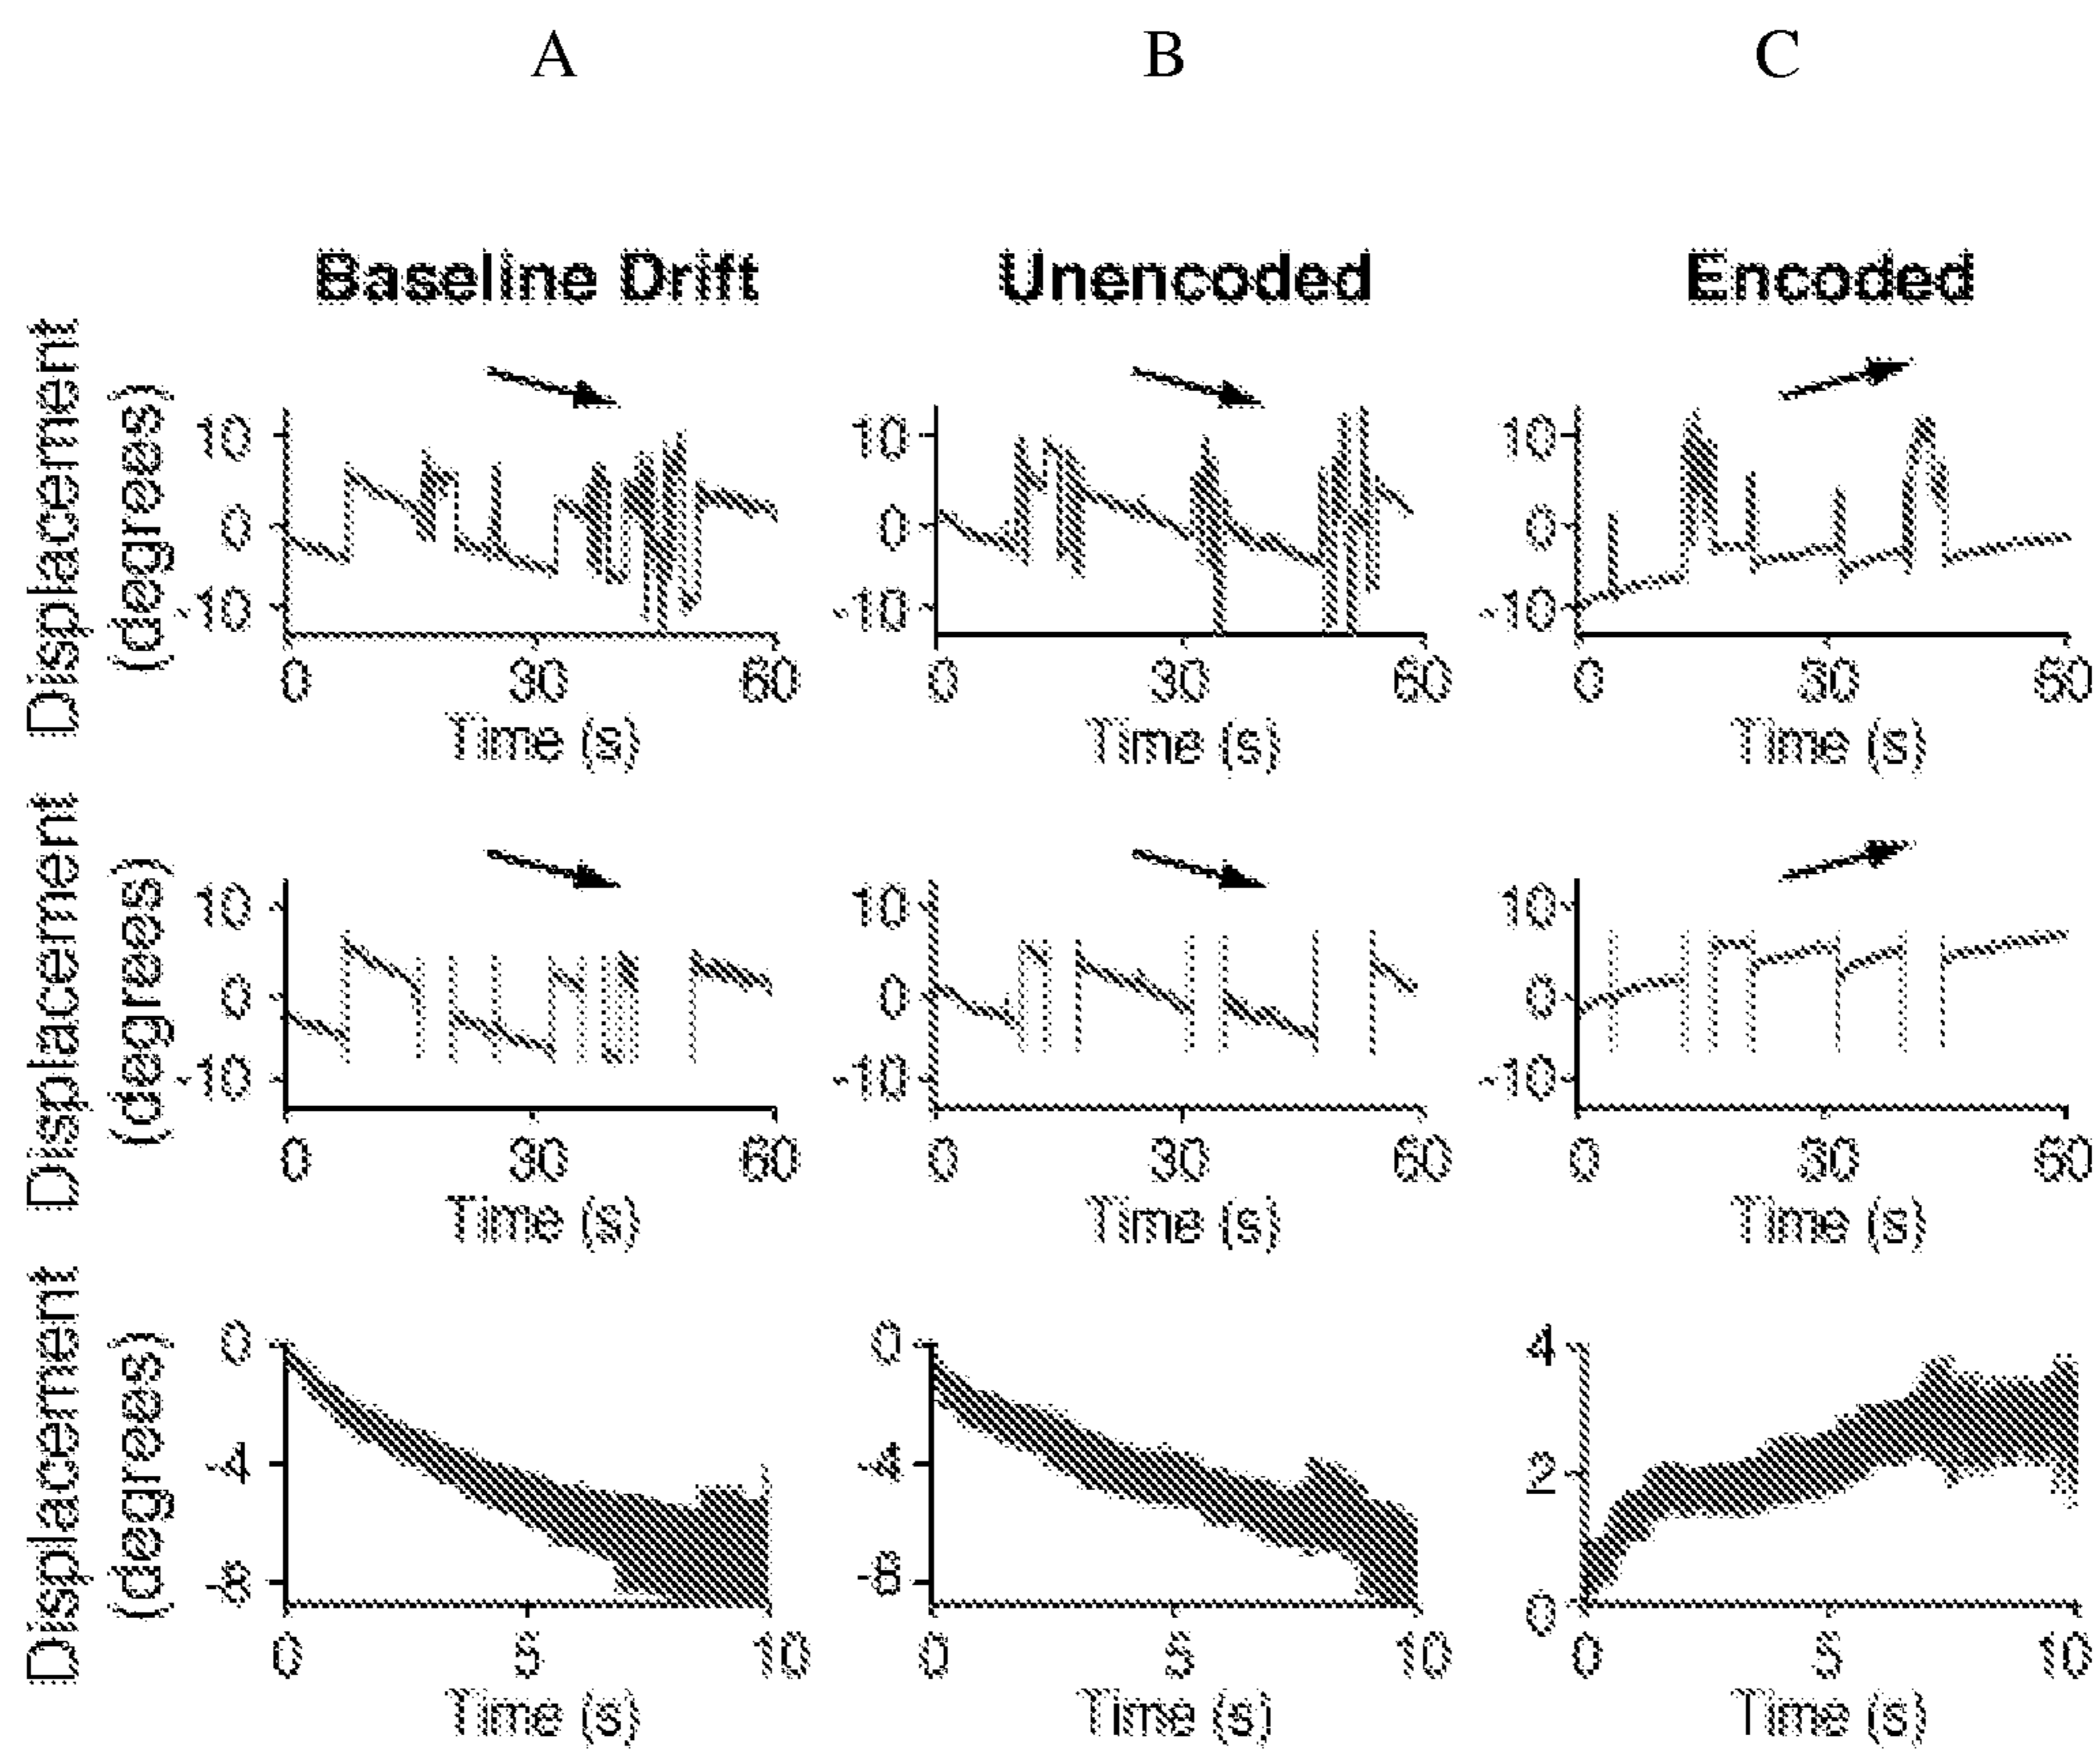 A B C
Baseline Drift Unencoded Encoded
Displacement
(degrees)
10 10 10
0 0 0
-10 -10 -10
0 30 60 0 30 60 0 30 60
Time (s) Time (s) Time (s)
Displacement
(degrees)
10 10 10
0 0 0
-10 -10 -10
0 30 60 0 30 60 0 30 60
Time (s) Time (s) Time (s)
Displacement
(degrees)
0 0 4
-4 -4 2
-8 -8 0
0 5 10 0 5 10 0 5 10
Time (s) Time (s) Time (s)